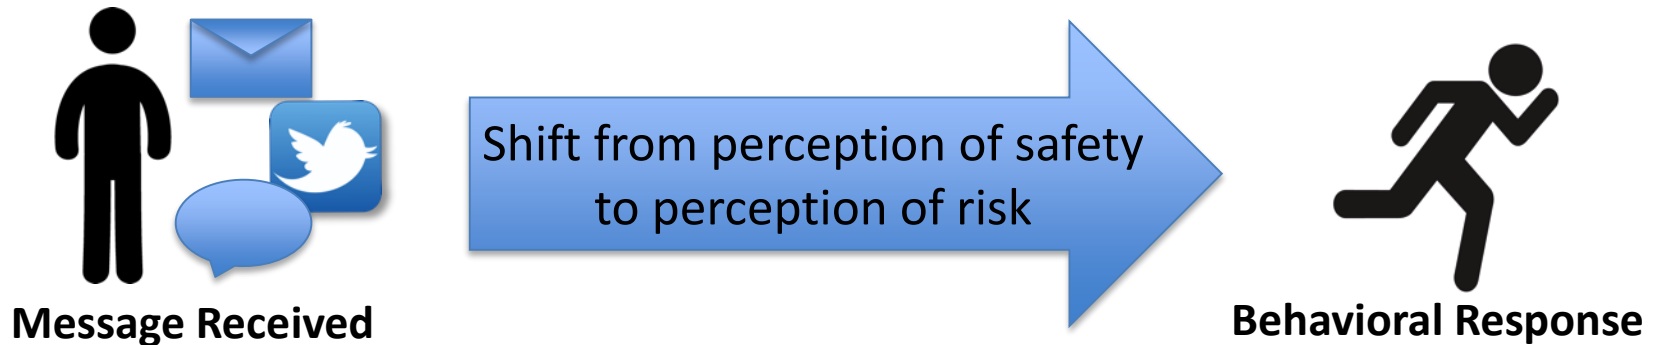 Shift from perception of safety
to perception of risk
Message Received
Behavioral Response